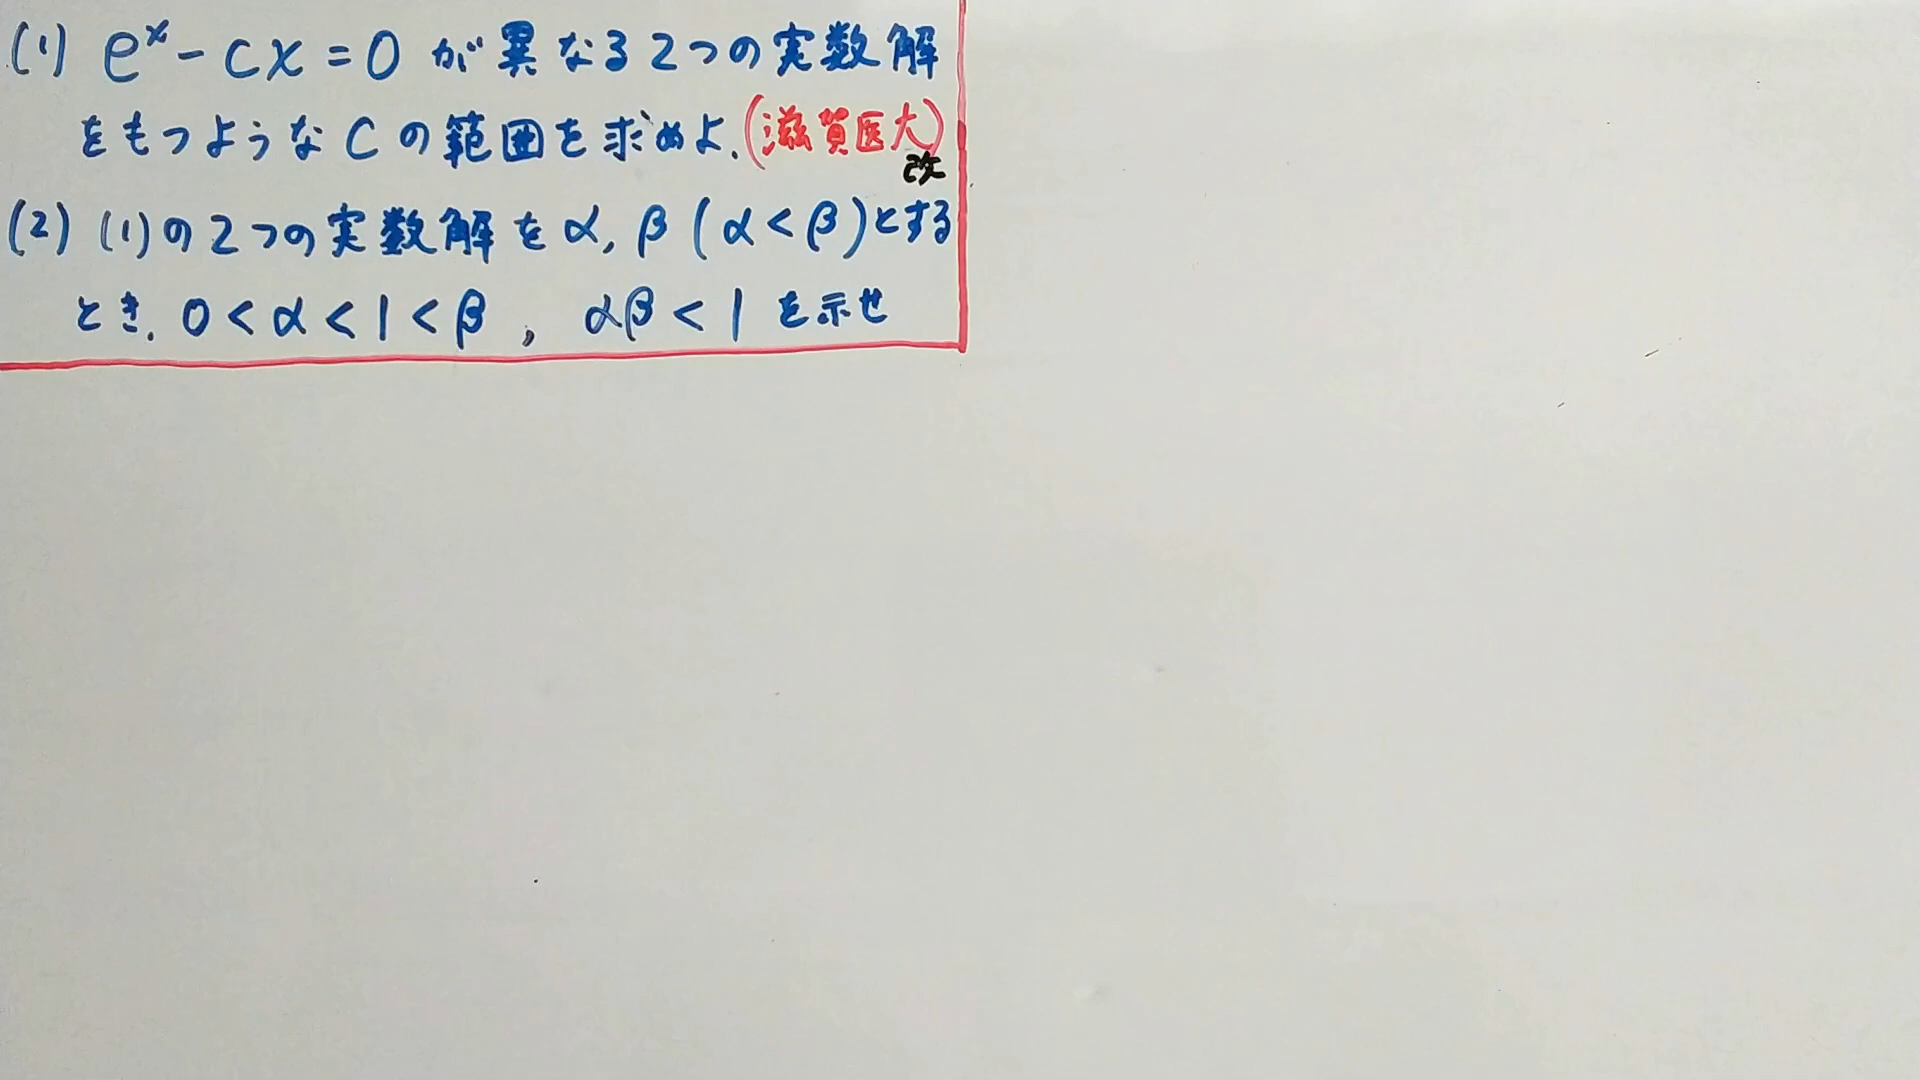 (1) e^x - cx = 0 が異なる2つの実数解
をもつようなCの範囲を求めよ.(滋賀医大)
改
(2) (1)の2つの実数解をα, β (α<β)とする
とき. 0<α<1<β , αβ<1 を示せ